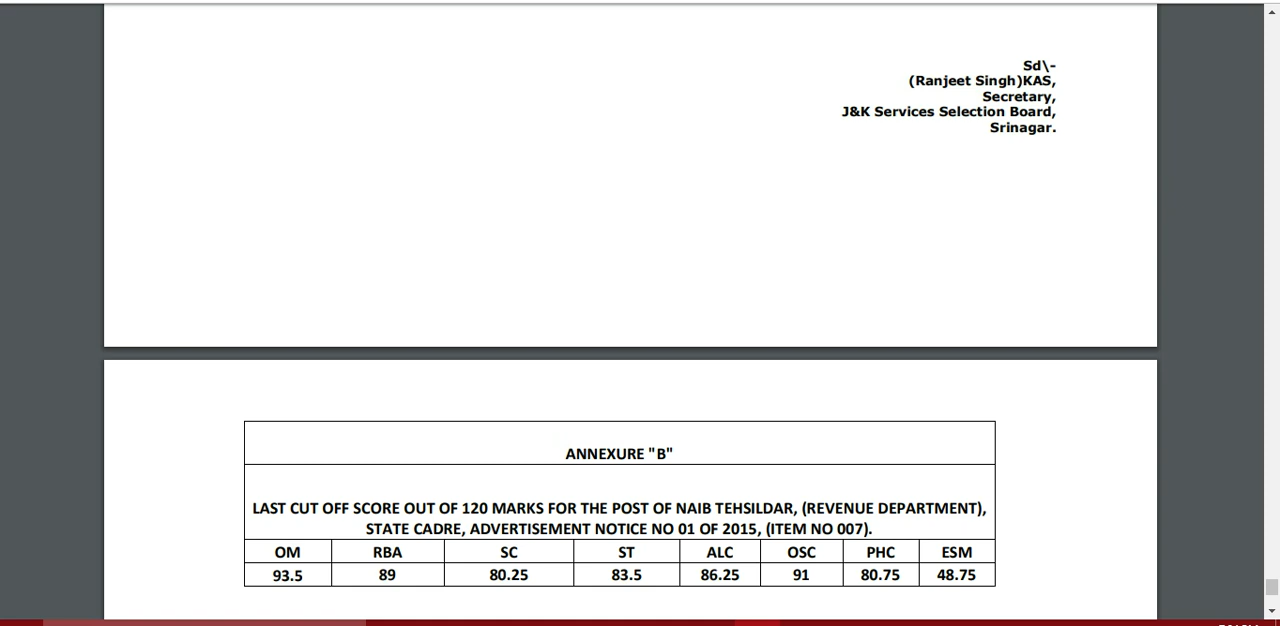 Sd\-
(Ranjeet Singh)KAS,
Secretary,
J&K Services Selection Board,
Srinagar.
ANNEXURE "B"
LAST CUT OFF SCORE OUT OF 120 MARKS FOR THE POST OF NAIB TEHSILDAR, (REVENUE DEPARTMENT),
STATE CADRE, ADVERTISEMENT NOTICE NO 01 OF 2015, (ITEM NO 007).
OM RBA SC ST ALC OSC PHC ESM
93.5 89 80.25 83.5 86.25 91 80.75 48.75